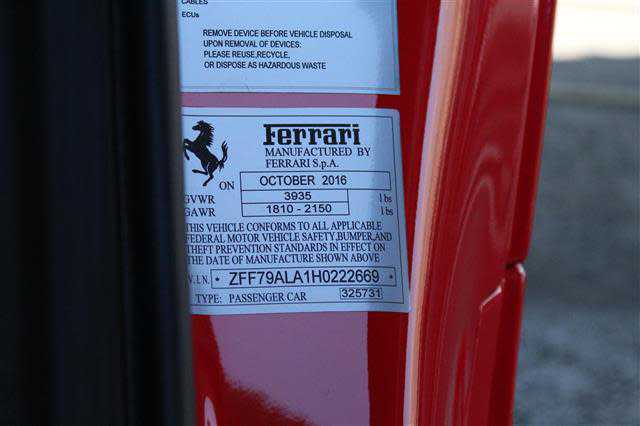 CABLES
ECUs
REMOVE DEVICE BEFORE VEHICLE DISPOSAL
UPON REMOVAL OF DEVICES:
PLEASE REUSE,RECYCLE,
OR DISPOSE AS HAZARDOUS WASTE
Ferrari
MANUFACTURED BY
FERRARI S.p.A.
ON OCTOBER 2016
GVWR 3935 lbs
GAWR 1810 - 2150 lbs
THIS VEHICLE CONFORMS TO ALL APPLICABLE
FEDERAL MOTOR VEHICLE SAFETY,BUMPER,AND
THEFT PREVENTION STANDARDS IN EFFECT ON
THE DATE OF MANUFACTURE SHOWN ABOVE
V.I.N. * ZFF79ALA1H0222669 *
TYPE: PASSENGER CAR 325731